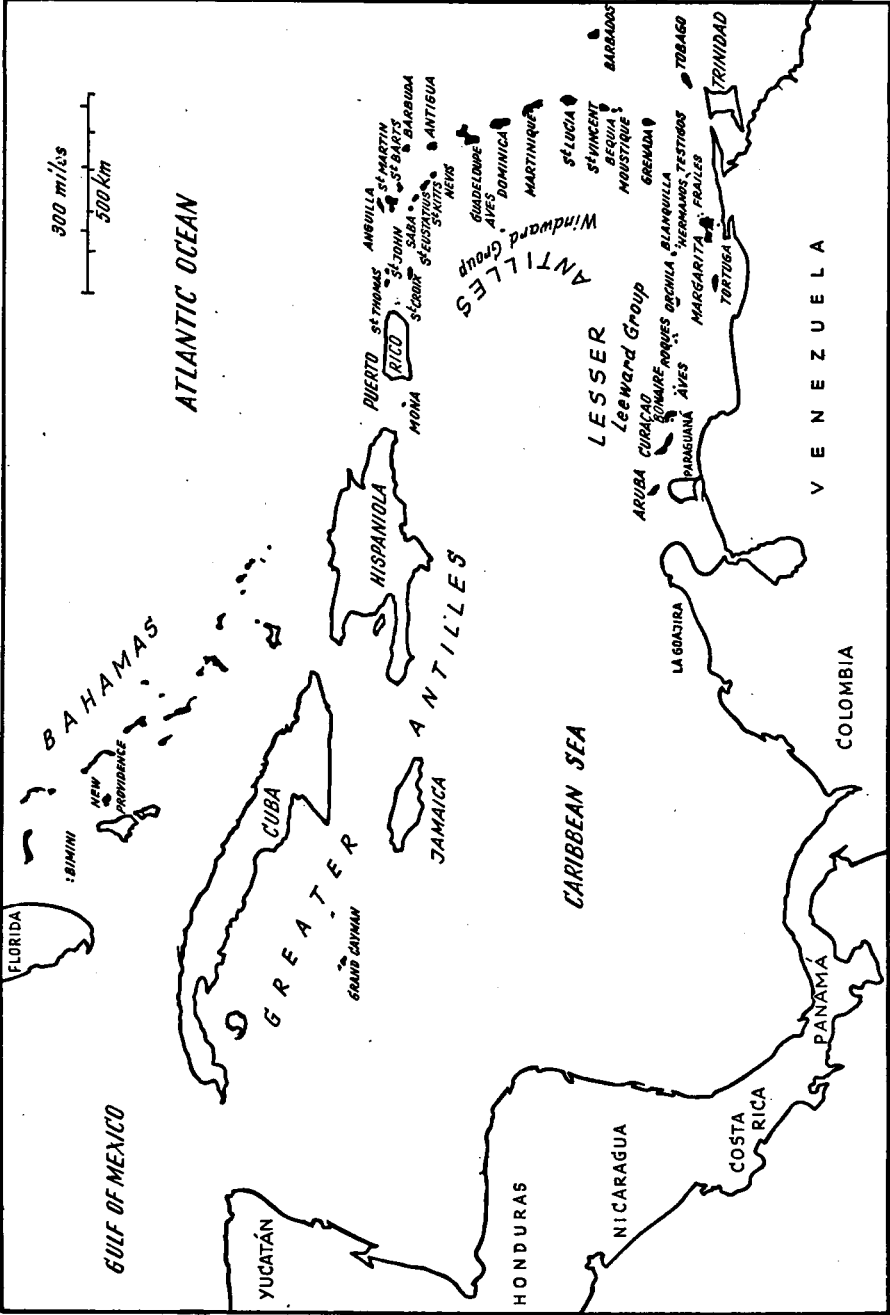 300 miles
500 Km
FLORIDA
:BIMINI
NEW
PROVIDENCE
BAHAMAS
GULF OF MEXICO
ATLANTIC OCEAN
YUCATÁN
CUBA
GREATER
ANTILLES
GRAND CAYMAN
JAMAICA
HISPANIOLA
MONA
PUERTO
RICO
St THOMAS
St JOHN
St CROIX
ANGUILLA
St MARTIN
St BARTS
SABA
St EUSTATIUS
St KITTS
NEVIS
BARBUDA
ANTIGUA
GUADELOUPE
AVES
DOMINICA
MARTINIQUE
St LUCIA
St VINCENT
BEQUIA
MOUSTIQUE
GRENADA
BARBADOS
TOBAGO
TRINIDAD
ANTILLES
Windward Group
LESSER
Leeward Group
ARUBA
CURAÇAO
BONAIRE
AVES
ROQUES
ORCHILA
BLANQUILLA
HERMANOS
TESTIGOS
FRAILES
MARGARITA
TORTUGA
PARAGUANÁ
LA GOAJIRA
CARIBBEAN SEA
HONDURAS
NICARAGUA
COSTA
RICA
PANAMÁ
COLOMBIA
VENEZUELA